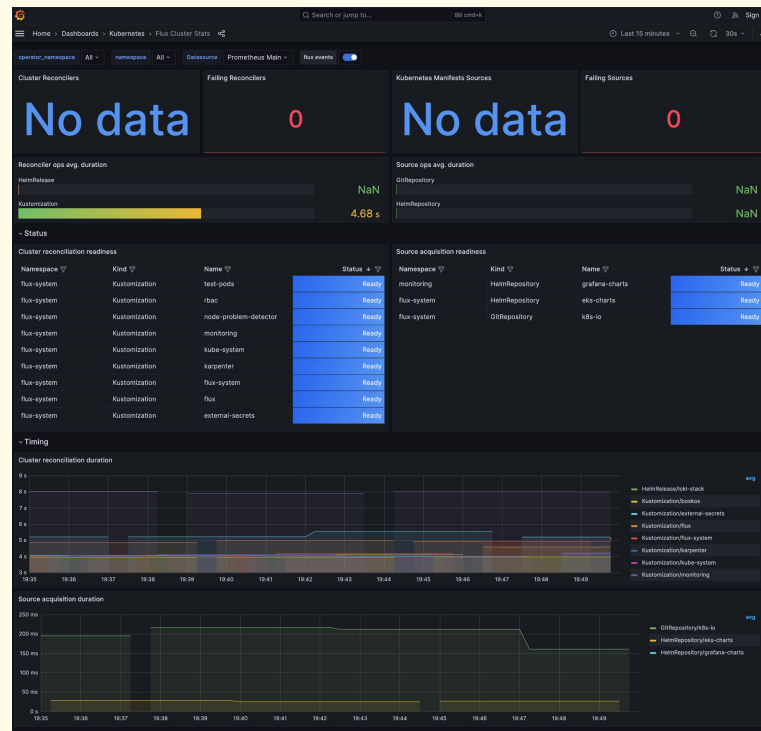 Search or jump to...
cmd+k
Sign
Home › Dashboards › Kubernetes › Flux Cluster Stats
Last 15 minutes
30s
operator_namespace All
namespace All
Datasource Prometheus Main
flux events
Cluster Reconcilers
No data
Failing Reconcilers
0
Kubernetes Manifests Sources
No data
Failing Sources
0
Reconciler ops avg. duration
HelmRelease
NaN
Kustomization
4.68 s
Source ops avg. duration
GitRepository
NaN
HelmRepository
NaN
Status
Cluster reconciliation readiness
Namespace Kind Name Status
flux-system Kustomization test-pods Ready
flux-system Kustomization rbac Ready
flux-system Kustomization node-problem-detector Ready
flux-system Kustomization monitoring Ready
flux-system Kustomization kube-system Ready
flux-system Kustomization karpenter Ready
flux-system Kustomization flux-system Ready
flux-system Kustomization flux Ready
flux-system Kustomization external-secrets Ready
Source acquisition readiness
Namespace Kind Name Status
monitoring HelmRepository grafana-charts Ready
flux-system HelmRepository eks-charts Ready
flux-system GitRepository k8s-io Ready
Timing
Cluster reconciliation duration
9 s
8 s
7 s
6 s
5 s
4 s
3 s
19:35 19:36 19:37 19:38 19:39 19:40 19:41 19:42 19:43 19:44 19:45 19:46 19:47 19:48 19:49
avg
HelmRelease/loki-stack
Kustomization/boskos
Kustomization/external-secrets
Kustomization/flux
Kustomization/flux-system
Kustomization/karpenter
Kustomization/kube-system
Kustomization/monitoring
Source acquisition duration
250 ms
200 ms
150 ms
100 ms
50 ms
0 s
19:35 19:36 19:37 19:38 19:39 19:40 19:41 19:42 19:43 19:44 19:45 19:46 19:47 19:48 19:49
avg
GitRepository/k8s-io
HelmRepository/eks-charts
HelmRepository/grafana-charts